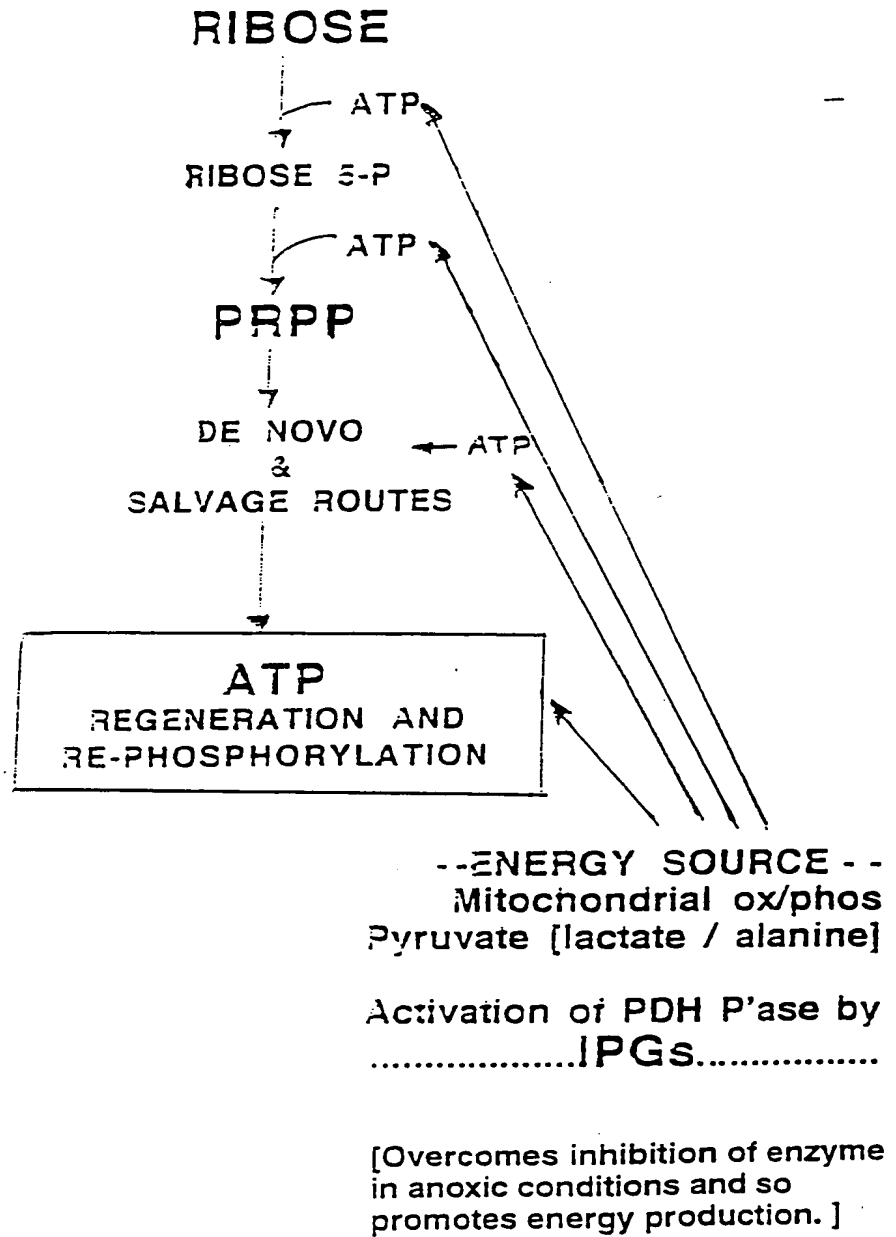 RIBOSE
ATP
RIBOSE 5-P
ATP
PRPP
DE NOVO
&
SALVAGE ROUTES
ATP
ATP
REGENERATION AND
RE-PHOSPHORYLATION
--ENERGY SOURCE--
Mitochondrial ox/phos
Pyruvate [lactate / alanine]
Activation of PDH P'ase by
...................IPGs.................
[Overcomes inhibition of enzyme
in anoxic conditions and so
promotes energy production. ]